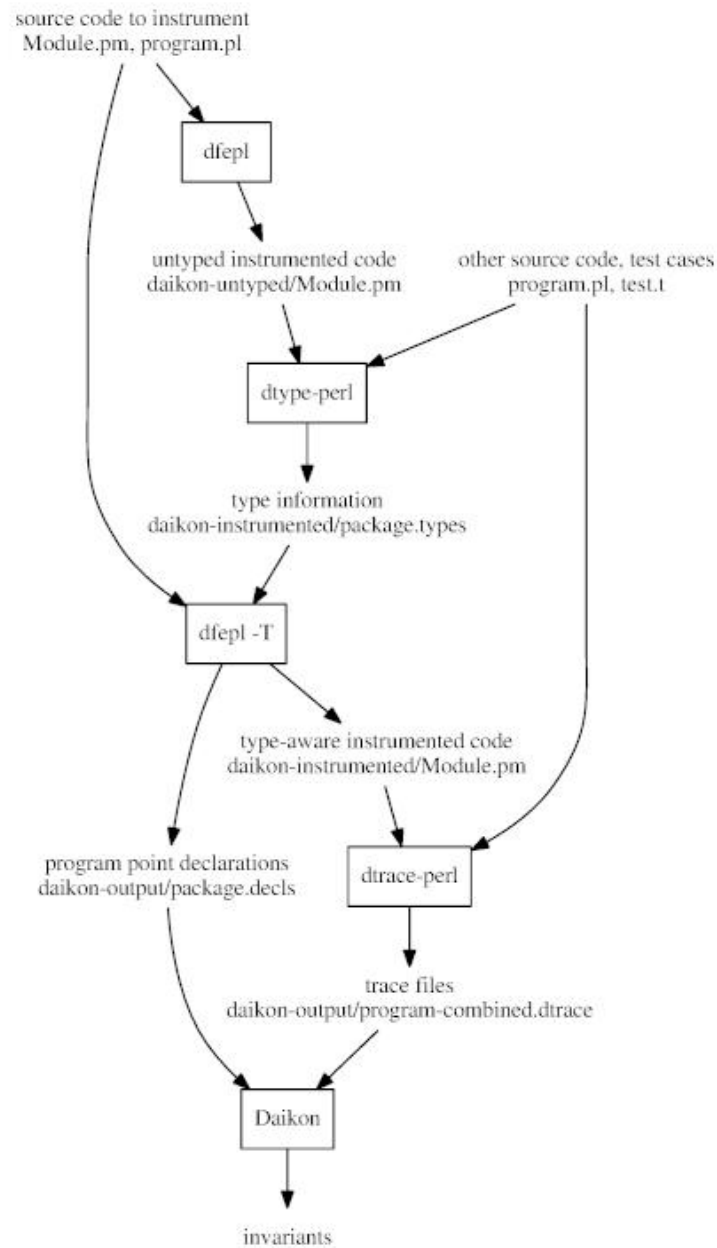 source code to instrument
Module.pm, program.pl
dfepl
untyped instrumented code
daikon-untyped/Module.pm
other source code, test cases
program.pl, test.t
dtype-perl
type information
daikon-instrumented/package.types
dfepl -T
type-aware instrumented code
daikon-instrumented/Module.pm
program point declarations
daikon-output/package.decls
dtrace-perl
trace files
daikon-output/program-combined.dtrace
Daikon
invariants